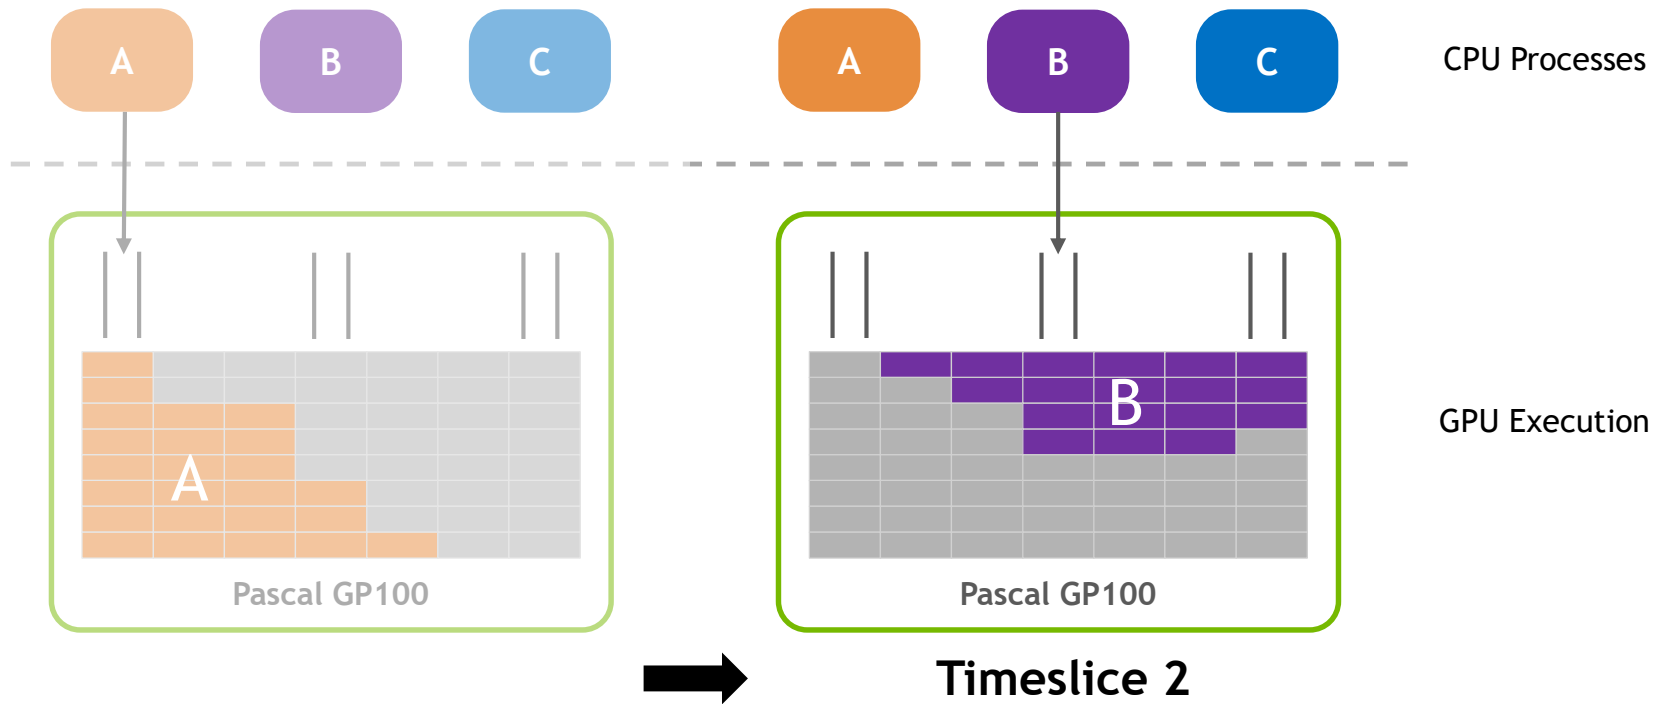 A B C A B C CPU Processes
A
B
GPU Execution
Pascal GP100 Pascal GP100
Timeslice 2